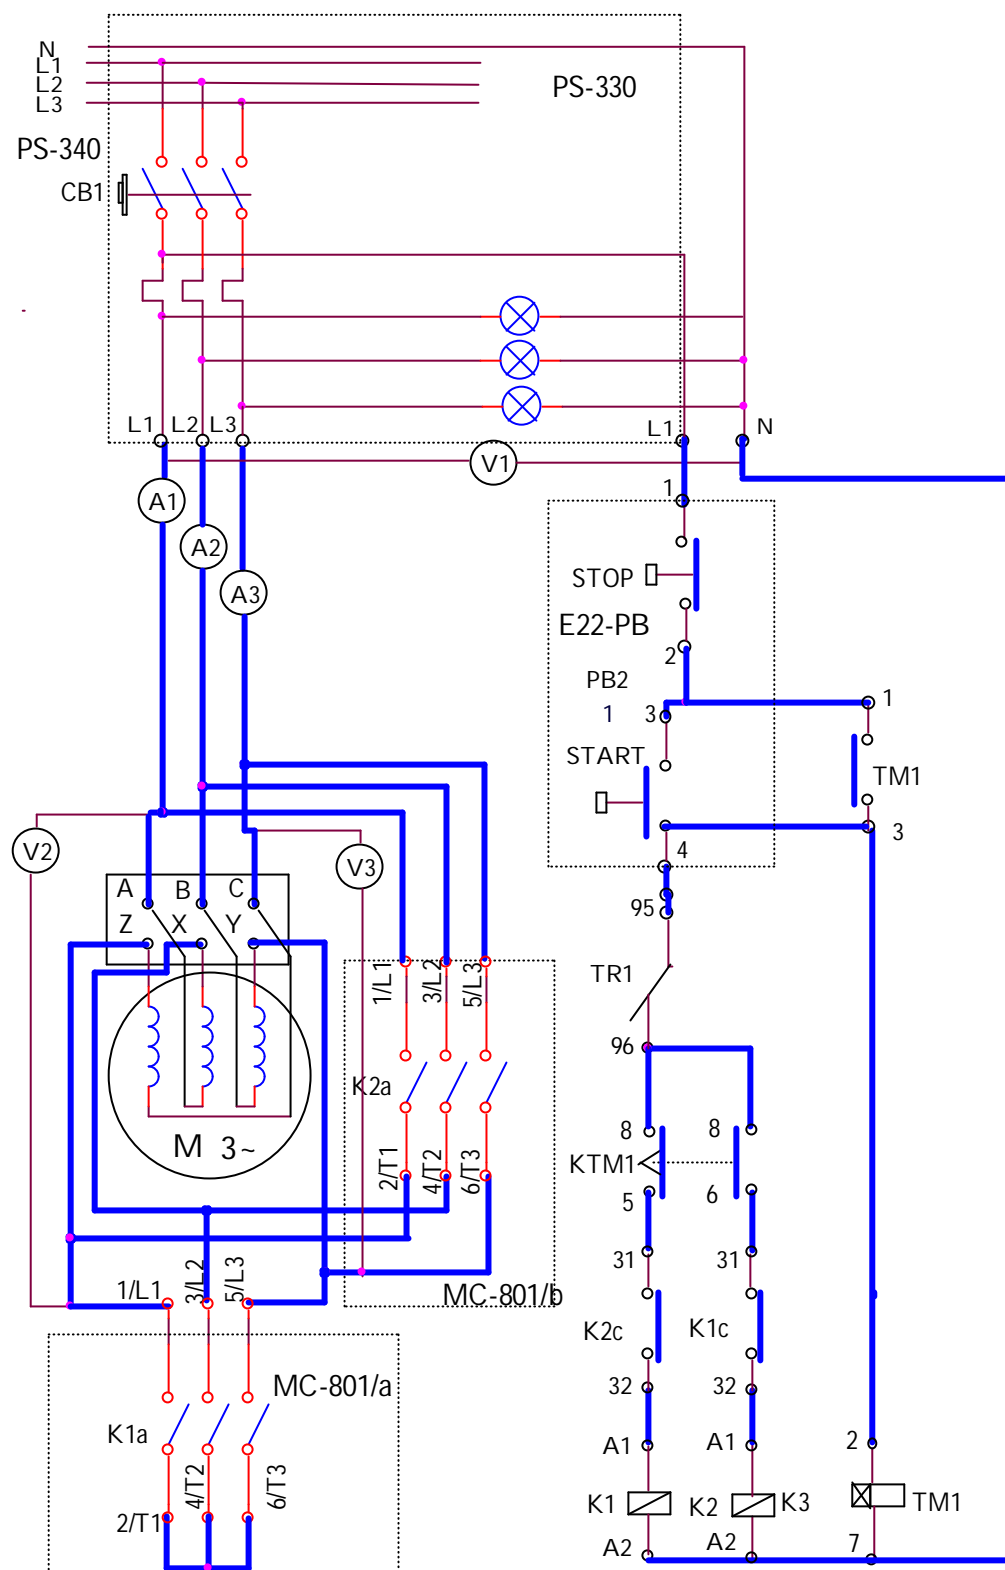 N
L1
L2
L3
PS-330
PS-340
CB1
L1 L2 L3
L1
N
V1
A1
1
A2
STOP
A3
E22-PB
2
PB2
1
3
1
START
TM1
V2
V3
4
3
A B C
95
Z X Y
1/L1
3/L2
5/L3
TR1
96
K2a
M 3~
8
8
KTM1
2/T1
4/T2
6/T3
5
6
31
31
1/L1
3/L2
5/L3
MC-801/b
K2c
K1c
MC-801/a
32
32
K1a
A1
A1
2
4/T2
6/T3
2/T1
K1
K2
K3
TM1
A2
A2
7